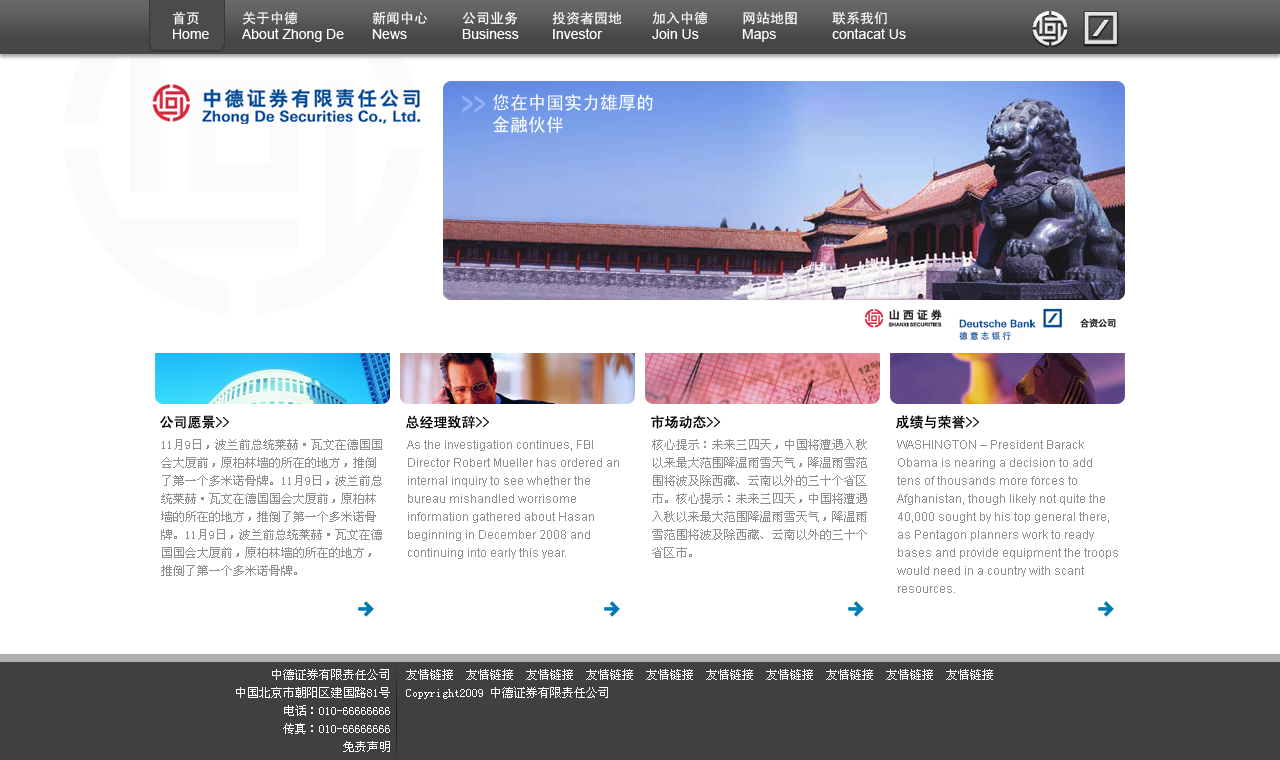 首页 关于中德 新闻中心 公司业务 投资者园地 加入中德 网站地图 联系我们
Home About Zhong De News Business Investor Join Us Maps contacat Us
中德证券有限责任公司
Zhong De Securities Co., Ltd.
>> 您在中国实力雄厚的
金融伙伴
山西证券
SHANXI SECURITIES
Deutsche Bank
德意志银行
合资公司
公司愿景>>
11月9日，波兰前总统莱赫·瓦文在德国国
会大厦前，原柏林墙的所在的地方，推倒
了第一个多米诺骨牌。11月9日，波兰前总
统莱赫·瓦文在德国国会大厦前，原柏林
墙的所在的地方，推倒了第一个多米诺骨
牌。11月9日，波兰前总统莱赫·瓦文在德
国国会大厦前，原柏林墙的所在的地方，
推倒了第一个多米诺骨牌。
总经理致辞>>
As the investigation continues, FBI
Director Robert Mueller has ordered an
internal inquiry to see whether the
bureau mishandled worrisome
information gathered about Hasan
beginning in December 2008 and
continuing into early this year.
市场动态>>
核心提示：未来三四天，中国将遭遇入秋
以来最大范围降温雨雪天气，降温雨雪范
围将波及除西藏、云南以外的三十个省区
市。核心提示：未来三四天，中国将遭遇
入秋以来最大范围降温雨雪天气，降温雨
雪范围将波及除西藏、云南以外的三十个
省区市。
成绩与荣誉>>
WASHINGTON – President Barack
Obama is nearing a decision to add
tens of thousands more forces to
Afghanistan, though likely not quite the
40,000 sought by his top general there,
as Pentagon planners work to ready
bases and provide equipment the troops
would need in a country with scant
resources.
中德证券有限责任公司
中国北京市朝阳区建国路81号
电话：010-66666666
传真：010-66666666
免责声明
友情链接 友情链接 友情链接 友情链接 友情链接 友情链接 友情链接 友情链接 友情链接 友情链接
Copyright2009 中德证券有限责任公司